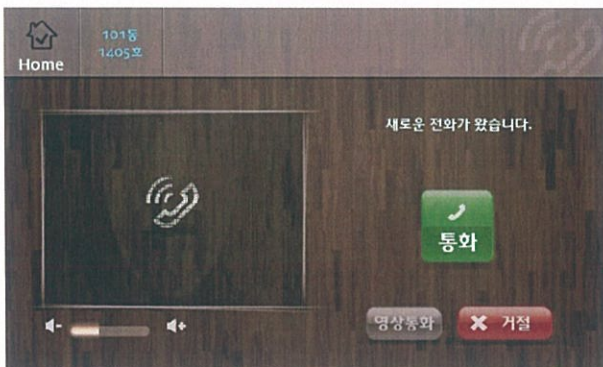 Home
101동
1405호
새로운 전화가 왔습니다.
통화
영상통화
거절